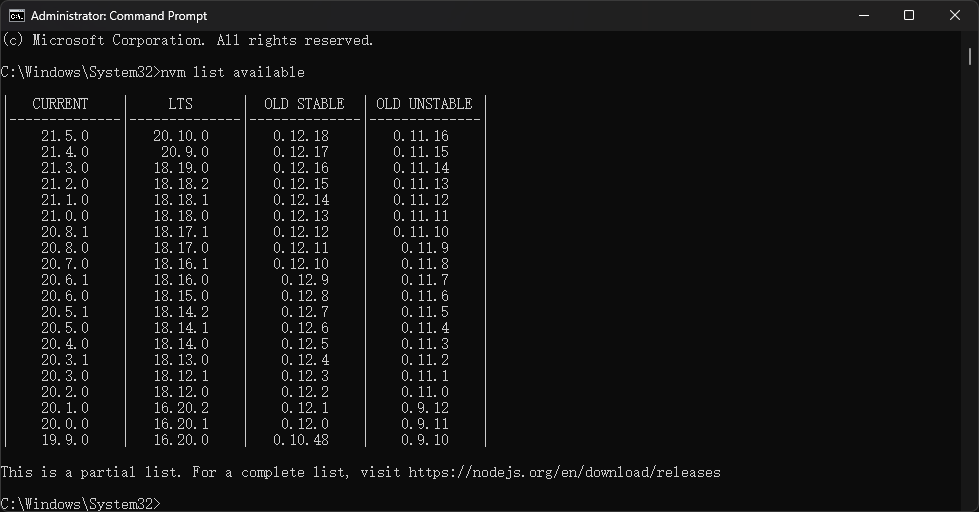 Administrator: Command Prompt
(c) Microsoft Corporation. All rights reserved.
C:\Windows\System32>nvm list available
|   CURRENT    |     LTS      |  OLD STABLE  | OLD UNSTABLE |
|--------------|--------------|--------------|--------------|
|    21.5.0    |   20.10.0    |   0.12.18    |   0.11.16    |
|    21.4.0    |    20.9.0    |   0.12.17    |   0.11.15    |
|    21.3.0    |   18.19.0    |   0.12.16    |   0.11.14    |
|    21.2.0    |   18.18.2    |   0.12.15    |   0.11.13    |
|    21.1.0    |   18.18.1    |   0.12.14    |   0.11.12    |
|    21.0.0    |   18.18.0    |   0.12.13    |   0.11.11    |
|    20.8.1    |   18.17.1    |   0.12.12    |   0.11.10    |
|    20.8.0    |   18.17.0    |   0.12.11    |    0.11.9    |
|    20.7.0    |   18.16.1    |   0.12.10    |    0.11.8    |
|    20.6.1    |   18.16.0    |    0.12.9    |    0.11.7    |
|    20.6.0    |   18.15.0    |    0.12.8    |    0.11.6    |
|    20.5.1    |   18.14.2    |    0.12.7    |    0.11.5    |
|    20.5.0    |   18.14.1    |    0.12.6    |    0.11.4    |
|    20.4.0    |   18.14.0    |    0.12.5    |    0.11.3    |
|    20.3.1    |   18.13.0    |    0.12.4    |    0.11.2    |
|    20.3.0    |   18.12.1    |    0.12.3    |    0.11.1    |
|    20.2.0    |   18.12.0    |    0.12.2    |    0.11.0    |
|    20.1.0    |   16.20.2    |    0.12.1    |    0.9.12    |
|    20.0.0    |   16.20.1    |    0.12.0    |    0.9.11    |
|    19.9.0    |   16.20.0    |   0.10.48    |    0.9.10    |
This is a partial list. For a complete list, visit https://nodejs.org/en/download/releases
C:\Windows\System32>